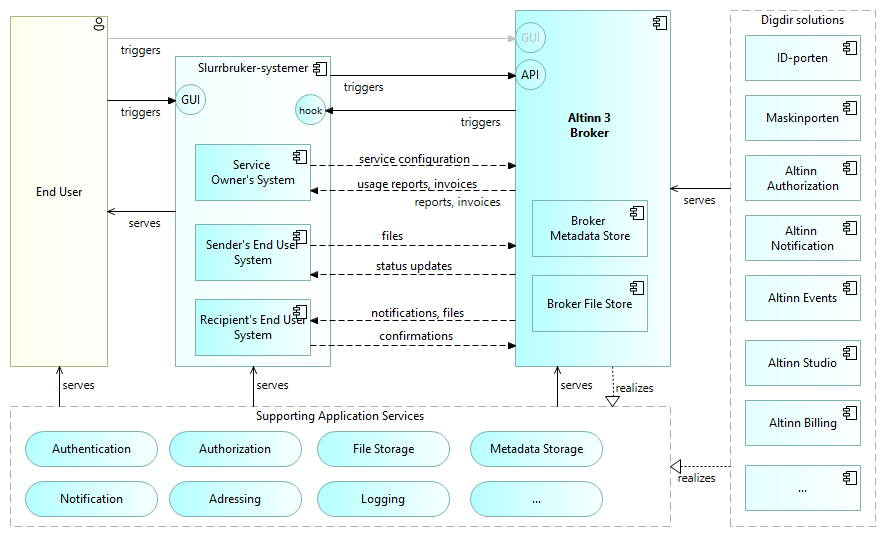 End User
triggers
triggers
serves
Slurrbruker-systemer
GUI
hook
Service
Owner's System
Sender's End User
System
Recipient's End User
System
triggers
triggers
service configuration
usage reports, invoices
reports, invoices
files
status updates
notifications, files
confirmations
GUI
API
Altinn 3
Broker
Broker
Metadata Store
Broker File Store
serves
Digdir solutions
ID-porten
Maskinporten
Altinn
Authorization
Altinn
Notification
Altinn Events
Altinn Studio
Altinn Billing
...
serves
serves
serves
realizes
realizes
Supporting Application Services
Authentication
Authorization
File Storage
Metadata Storage
Notification
Adressing
Logging
...